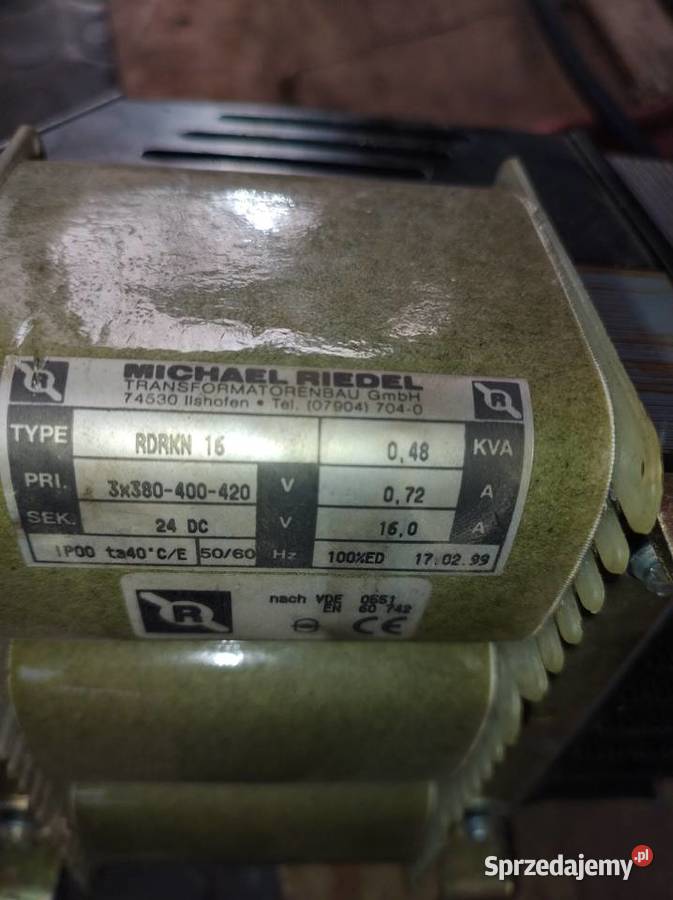 MICHAEL RIEDEL
TRANSFORMATORENBAU GmbH
74530 Ilshofen • Tel. (07904) 704-0
R R
TYPE RDRKN 16 0,48 KVA
PRI. 3x380-400-420 V 0,72 A
SEK. 24 DC V 16,0 A
IP00 ta40°C/E 50/60 Hz 100%ED 17.02.99
R
nach VDE 0551
EN 60 742
CE
Sprzedajemy.pl